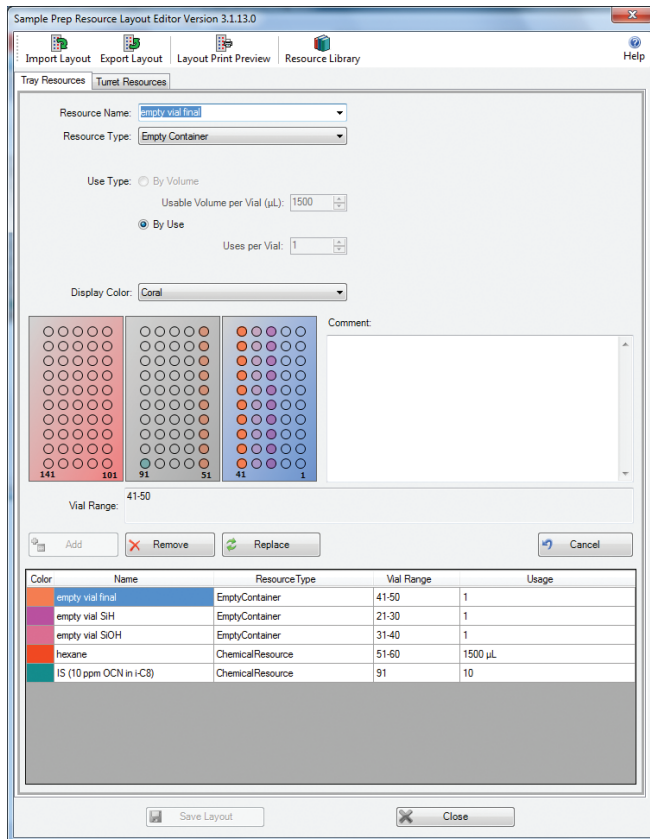 Sample Prep Resource Layout Editor Version 3.1.13.0
Import Layout Export Layout Layout Print Preview Resource Library Help
Tray Resources Turret Resources
Resource Name: empty vial final
Resource Type: Empty Container
Use Type: By Volume
Usable Volume per Vial (µL): 1500
By Use
Uses per Vial: 1
Display Color: Coral
Comment:
141 101 91 51 41 1
Vial Range: 41-50
Add Remove Replace Cancel
Color Name ResourceType Vial Range Usage
empty vial final EmptyContainer 41-50 1
empty vial SiH EmptyContainer 21-30 1
empty vial SiOH EmptyContainer 31-40 1
hexane ChemicalResource 51-60 1500 µL
IS (10 ppm OCN in i-C8) ChemicalResource 91 10
Save Layout Close